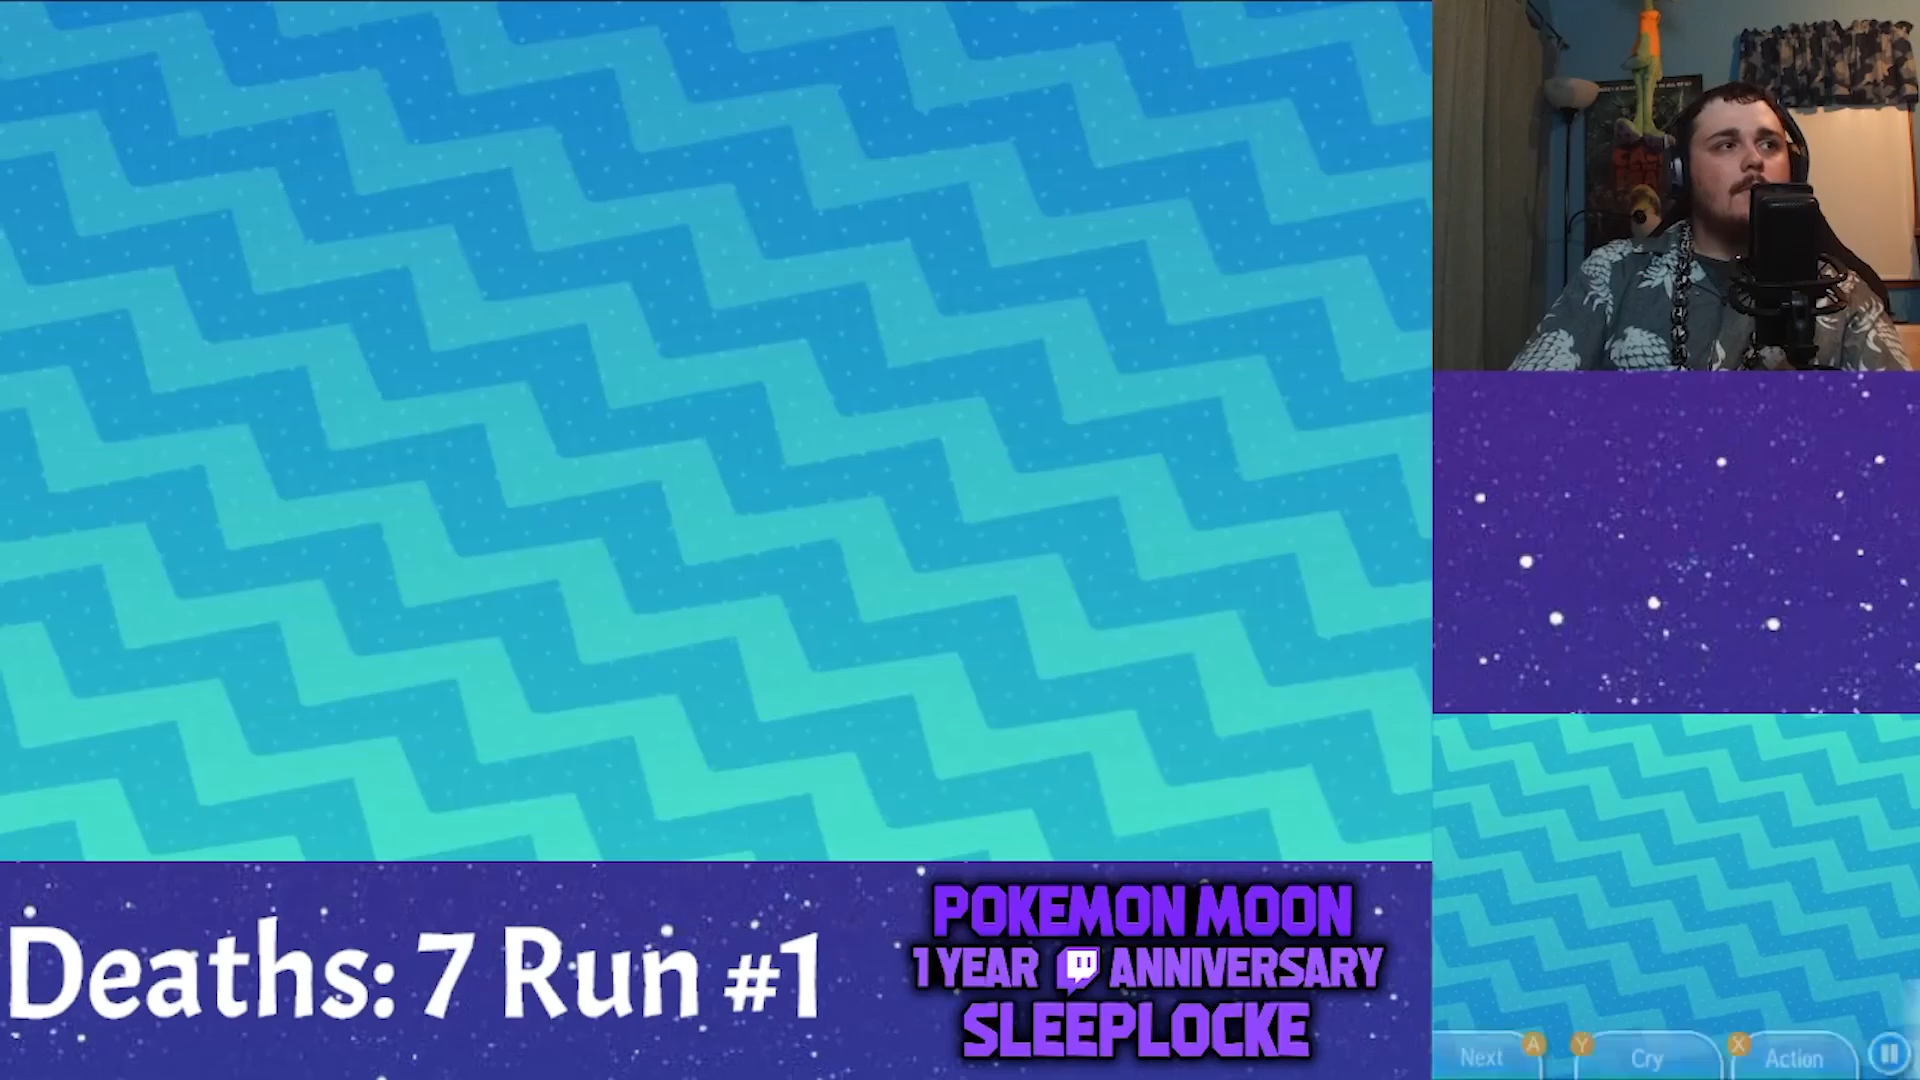 Deaths: 7 Run #1
POKEMON MOON
1 YEAR ANNIVERSARY
SLEEPLOCKE
Next A Y Cry X Action